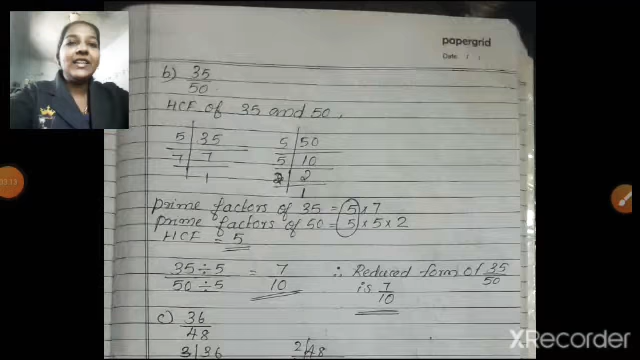 papergrid
Date: / /
b) 35/50
HCF of 35 and 50.
5 | 35    5 | 50
7 | 7    5 | 10
1    2 | 2
1
prime factors of 35 = 5 × 7
prime factors of 50 = 5 × 5 × 2
HCF = 5
35 ÷ 5 / 50 ÷ 5 = 7/10    ∴ Reduced form of 35/50
is 7/10
c) 36/48
3 | 36    2 | 48
XRecorder